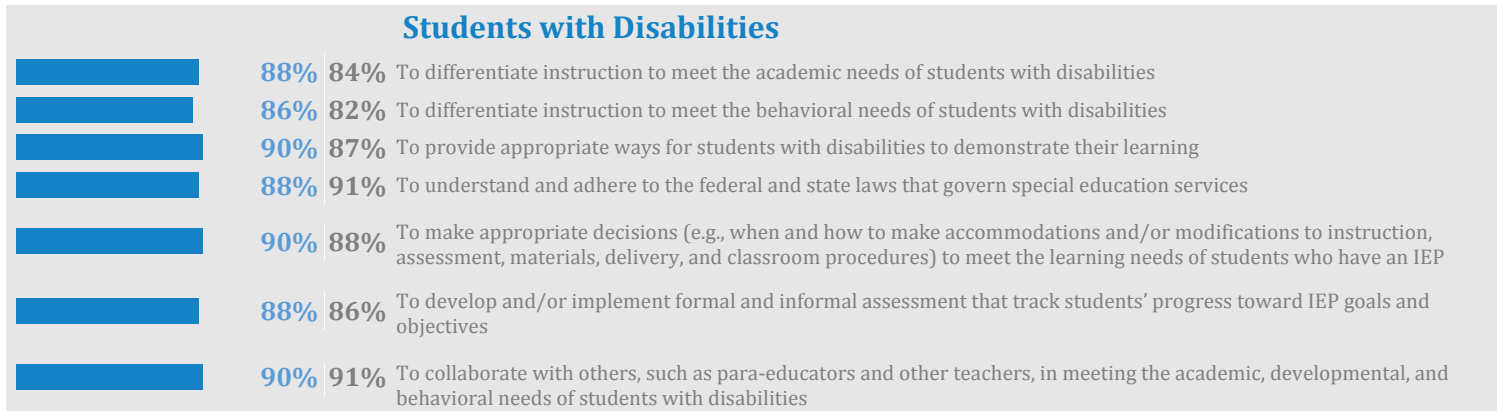 Students with Disabilities
88% 84% To differentiate instruction to meet the academic needs of students with disabilities
86% 82% To differentiate instruction to meet the behavioral needs of students with disabilities
90% 87% To provide appropriate ways for students with disabilities to demonstrate their learning
88% 91% To understand and adhere to the federal and state laws that govern special education services
90% 88% To make appropriate decisions (e.g., when and how to make accommodations and/or modifications to instruction,
assessment, materials, delivery, and classroom procedures) to meet the learning needs of students who have an IEP
88% 86% To develop and/or implement formal and informal assessment that track students’ progress toward IEP goals and
objectives
90% 91% To collaborate with others, such as para-educators and other teachers, in meeting the academic, developmental, and
behavioral needs of students with disabilities